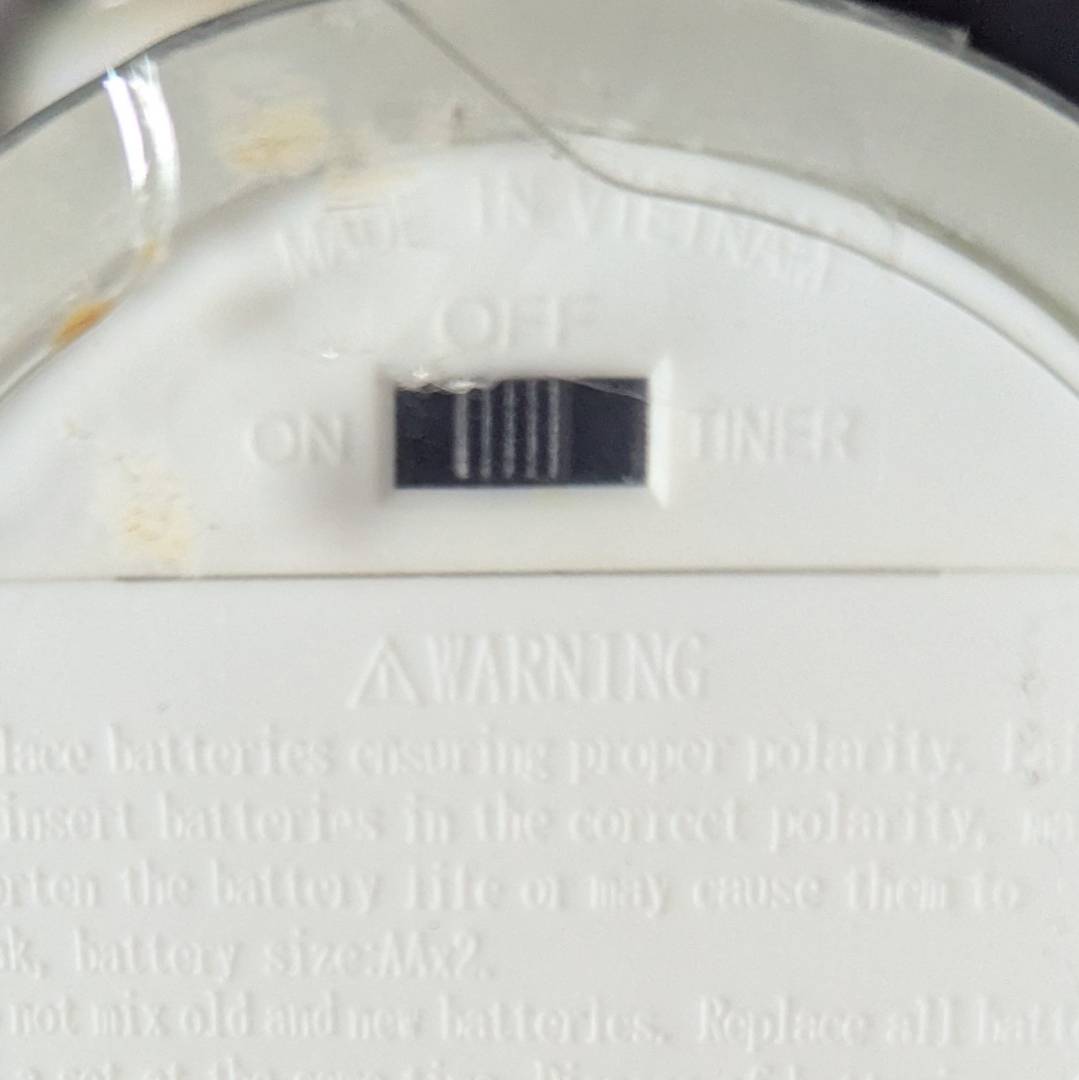 MADE IN VIETNAM
OFF
ON
TINER
⚠WARNING
lace batteries ensuring proper polarity.
insert batteries in the correct polarity,
orten the battery life or may cause them to
k, battery size:AAx2.
not mix old and new batteries. Replace all batt